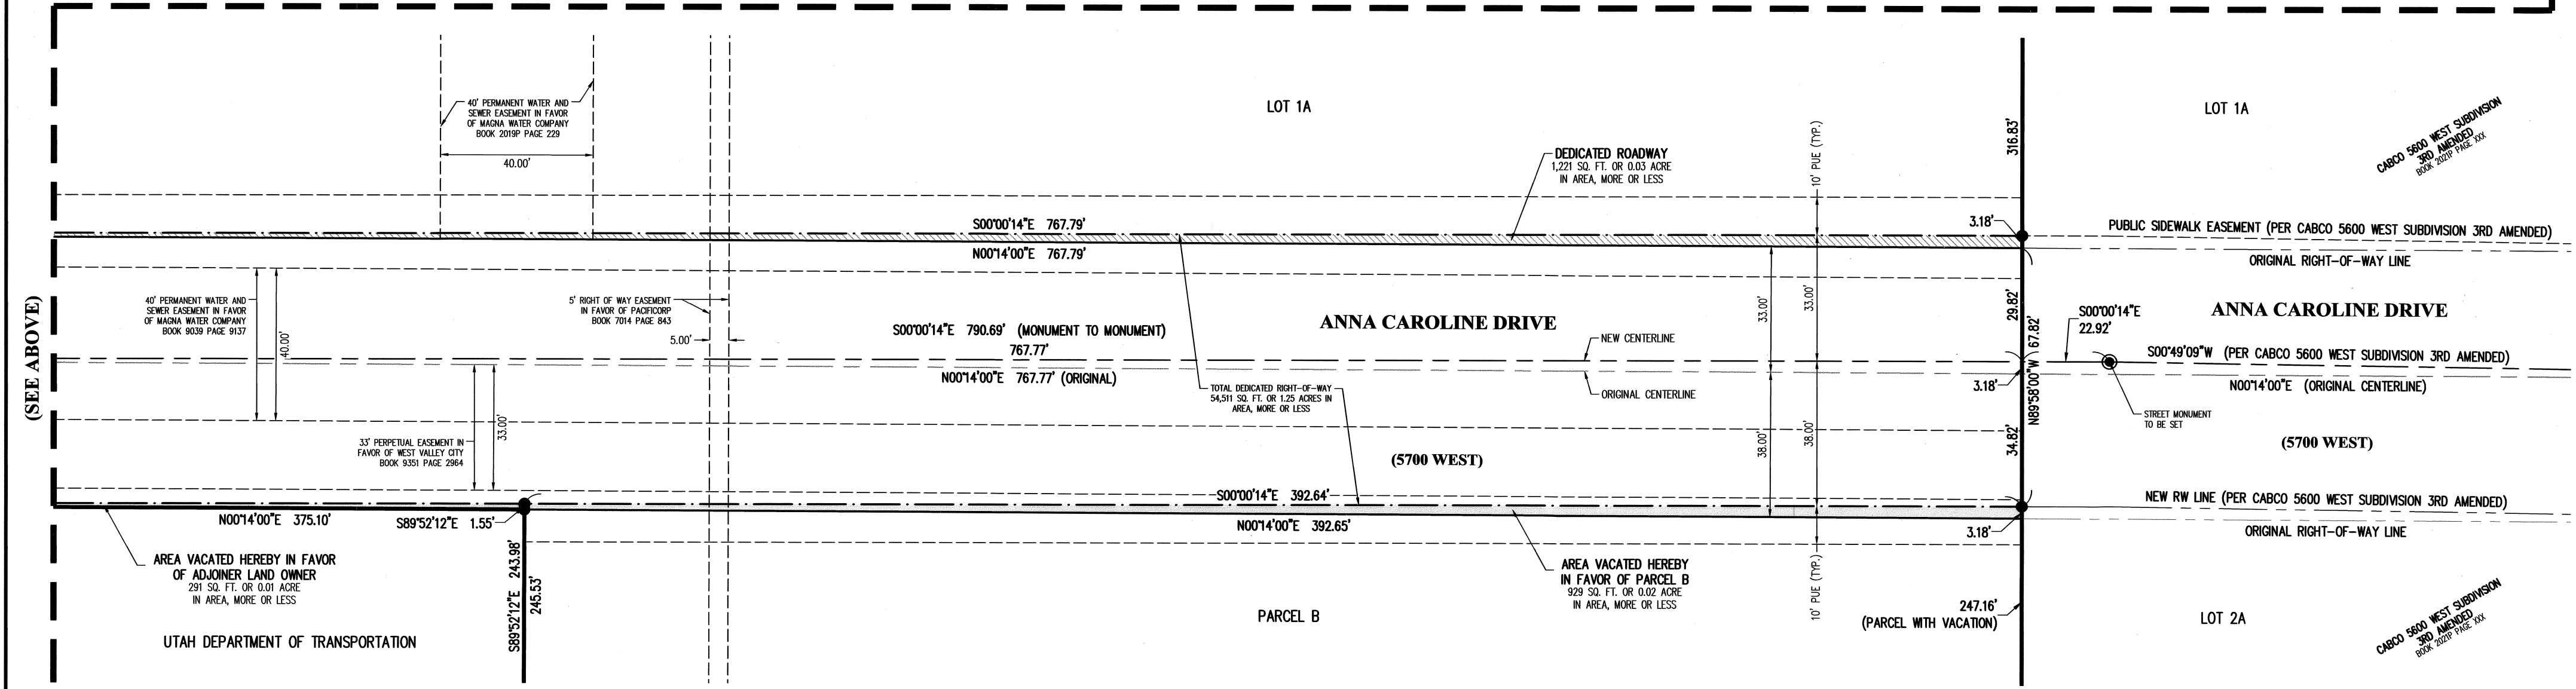 40' PERMANENT WATER AND
SEWER EASEMENT IN FAVOR
OF MAGNA WATER COMPANY
BOOK 2019P PAGE 229
40.00'
LOT 1A
LOT 1A
CABCO 5600 WEST SUBDIVISION
3RD AMENDED
BOOK 2021P PAGE XXX
316.83'
10' PUE (TYP.)
DEDICATED ROADWAY
1,221 SQ. FT. OR 0.03 ACRE
IN AREA, MORE OR LESS
S00°00'14"E 767.79'
N00°14'00"E 767.79'
3.18'
PUBLIC SIDEWALK EASEMENT (PER CABCO 5600 WEST SUBDIVISION 3RD AMENDED)
ORIGINAL RIGHT-OF-WAY LINE
(SEE ABOVE)
40' PERMANENT WATER AND
SEWER EASEMENT IN FAVOR
OF MAGNA WATER COMPANY
BOOK 9039 PAGE 9137
40.00'
5' RIGHT OF WAY EASEMENT
IN FAVOR OF PACIFICORP
BOOK 7014 PAGE 843
5.00'
S00°00'14"E 790.69' (MONUMENT TO MONUMENT)
767.77'
N00°14'00"E 767.77' (ORIGINAL)
ANNA CAROLINE DRIVE
NEW CENTERLINE
ORIGINAL CENTERLINE
33.00'
33.00'
29.82'
N89°58'00"W 67.82'
S00°00'14"E
22.92'
ANNA CAROLINE DRIVE
S00°49'09"W (PER CABCO 5600 WEST SUBDIVISION 3RD AMENDED)
3.18'
N00°14'00"E (ORIGINAL CENTERLINE)
STREET MONUMENT
TO BE SET
TOTAL DEDICATED RIGHT-OF-WAY
54,511 SQ. FT. OR 1.25 ACRES IN
AREA, MORE OR LESS
33' PERPETUAL EASEMENT IN
FAVOR OF WEST VALLEY CITY
BOOK 9351 PAGE 2964
33.00'
38.00'
38.00'
34.82'
(5700 WEST)
(5700 WEST)
S00°00'14"E 392.64'
N00°14'00"E 392.65'
NEW RW LINE (PER CABCO 5600 WEST SUBDIVISION 3RD AMENDED)
ORIGINAL RIGHT-OF-WAY LINE
3.18'
N00°14'00"E 375.10'
S89°52'12"E 1.55'
AREA VACATED HEREBY IN FAVOR
OF ADJOINER LAND OWNER
291 SQ. FT. OR 0.01 ACRE
IN AREA, MORE OR LESS
S89°52'12"E 243.98'
245.53'
AREA VACATED HEREBY
IN FAVOR OF PARCEL B
929 SQ. FT. OR 0.02 ACRE
IN AREA, MORE OR LESS
10' PUE (TYP.)
247.16'
(PARCEL WITH VACATION)
UTAH DEPARTMENT OF TRANSPORTATION
PARCEL B
LOT 2A
CABCO 5600 WEST SUBDIVISION
3RD AMENDED
BOOK 2021P PAGE XXX